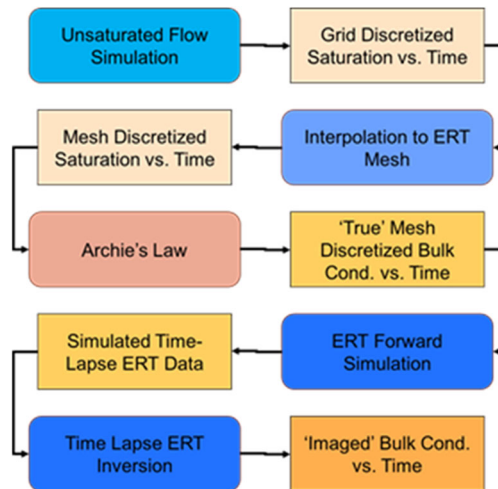 Unsaturated Flow
Simulation
Grid Discretized
Saturation vs. Time
Mesh Discretized
Saturation vs. Time
Interpolation to ERT
Mesh
Archie's Law
‘True’ Mesh
Discretized Bulk
Cond. vs. Time
Simulated Time-
Lapse ERT Data
ERT Forward
Simulation
Time Lapse ERT
Inversion
‘Imaged’ Bulk Cond.
vs. Time